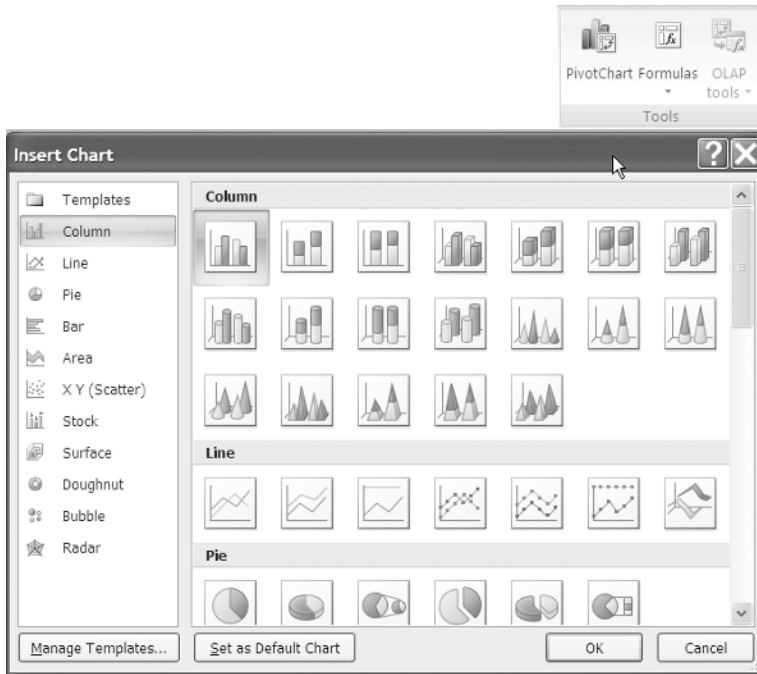 PivotChart Formulas OLAP
tools
Tools
Insert Chart
Templates
Column
Line
Pie
Bar
Area
X Y (Scatter)
Stock
Surface
Doughnut
Bubble
Radar
Column
Line
Pie
Manage Templates...
Set as Default Chart
OK
Cancel